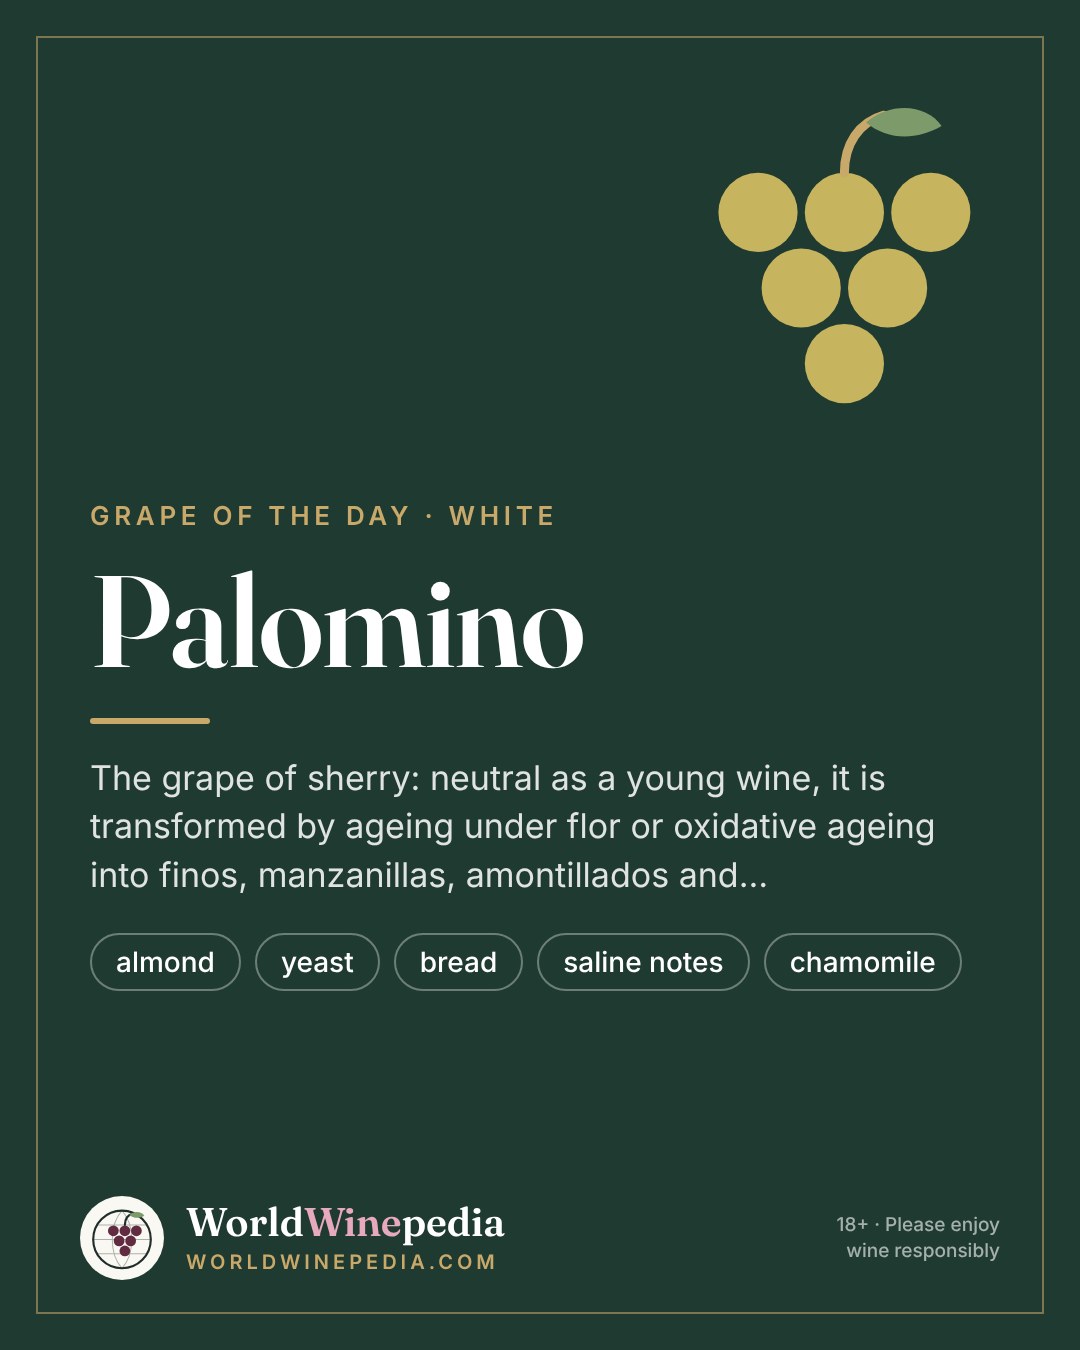 GRAPE OF THE DAY · WHITE
Palomino
The grape of sherry: neutral as a young wine, it is
transformed by ageing under flor or oxidative ageing
into finos, manzanillas, amontillados and...
almond yeast bread saline notes chamomile
WorldWinepedia
WORLDWINEPEDIA.COM
18+ · Please enjoy
wine responsibly